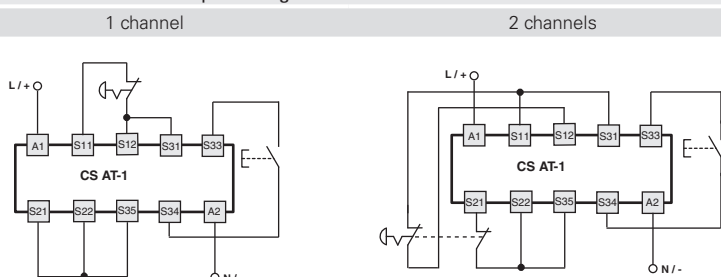 1 channel 2 channels
L / +
A1 S11 S12 S31 S33
CS AT-1
S21 S22 S35 S34 A2
L / +
A1 S11 S12 S31 S33
CS AT-1
S21 S22 S35 S34 A2
N / -